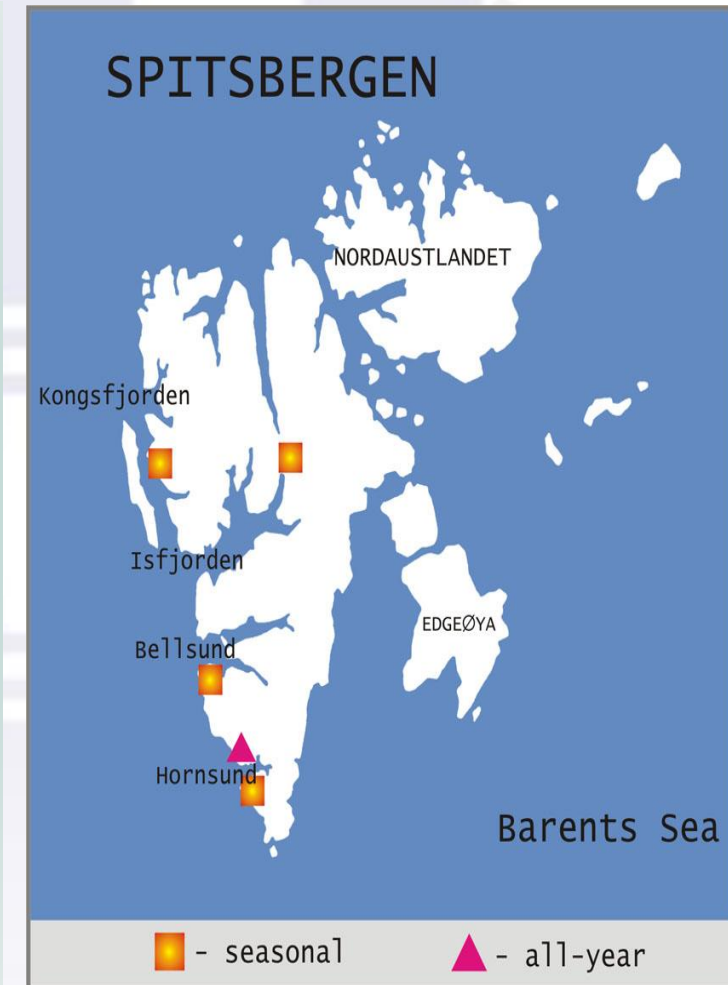 SPITSBERGEN
NORDAUSTLANDET
Kongsfjorden
Isfjorden
EDGEØYA
Bellsund
Hornsund
Barents Sea
- seasonal
- all-year